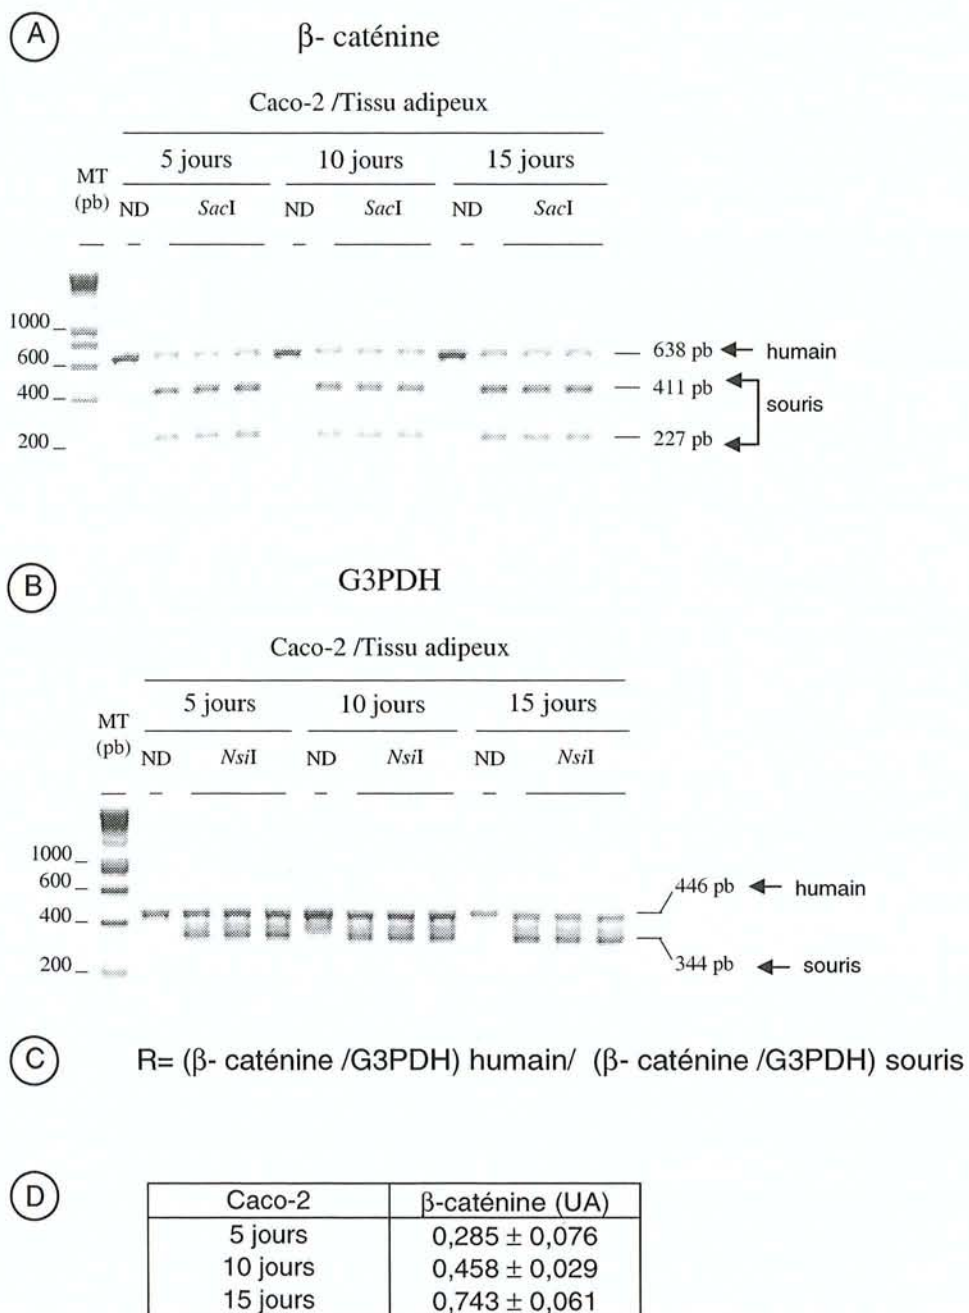 A
β- caténine
Caco-2 /Tissu adipeux
5 jours 10 jours 15 jours
MT
(pb) ND SacI ND SacI ND SacI
1000
600
400
200
638 pb humain
411 pb
souris
227 pb
B
G3PDH
Caco-2 /Tissu adipeux
5 jours 10 jours 15 jours
MT
(pb) ND NsiI ND NsiI ND NsiI
1000
600
400
200
446 pb humain
344 pb souris
C
R= (β- caténine /G3PDH) humain/ (β- caténine /G3PDH) souris
D
Caco-2 β-caténine (UA)
5 jours 0,285 ± 0,076
10 jours 0,458 ± 0,029
15 jours 0,743 ± 0,061